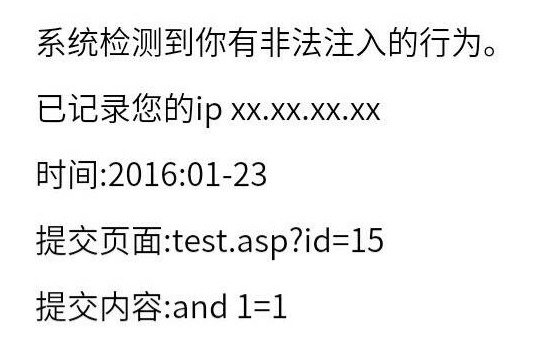 系统检测到你有非法注入的行为。
已记录您的ip xx.xx.xx.xx
时间:2016:01-23
提交页面:test.asp?id=15
提交内容:and 1=1